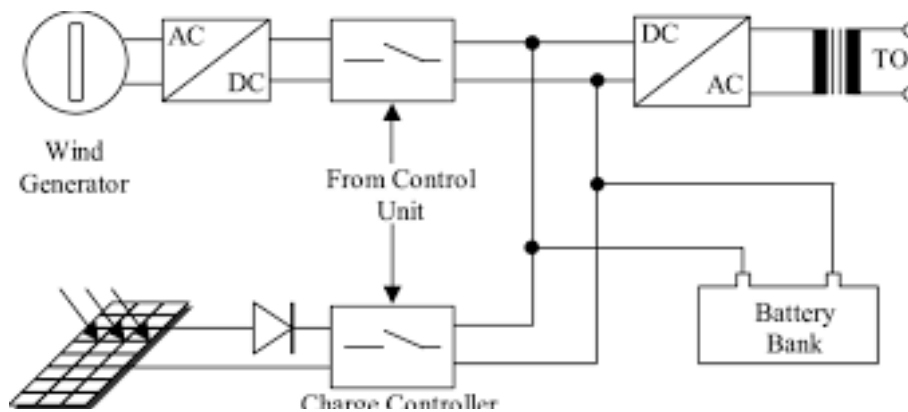 AC
DC
DC
AC
TO
Wind
Generator
From Control
Unit
Battery
Bank
Charge Controller